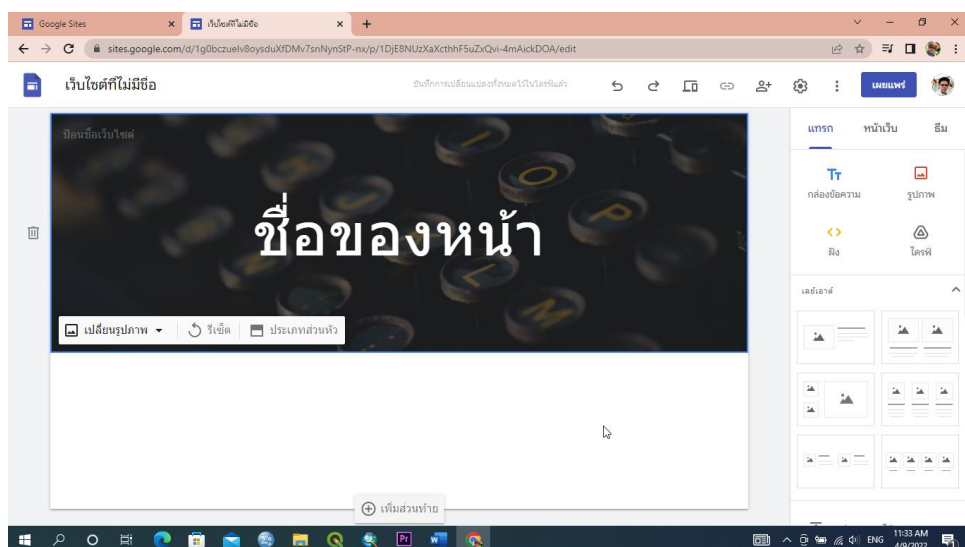 Google Sites
เว็บไซต์ที่ไม่มีชื่อ
sites.google.com/d/1g0bczuelv8oysduXfDMv7snNynStP-nx/p/1DjE8NUzXaXcthhF5uZxQvi-4mAickDOA/edit
เว็บไซต์ที่ไม่มีชื่อ
บันทึกการเปลี่ยนแปลงทั้งหมดไว้ในไดรฟ์แล้ว
เผยแพร่
ป้อนชื่อเว็บไซต์
แทรก
หน้าเว็บ
ธีม
กล่องข้อความ
รูปภาพ
ฝัง
ไดรฟ์
ชื่อของหน้า
เลย์เอาต์
เปลี่ยนรูปภาพ
รีเซ็ต
ประเภทส่วนหัว
เพิ่มส่วนท้าย
ENG
11:33 AM
4/9/2022